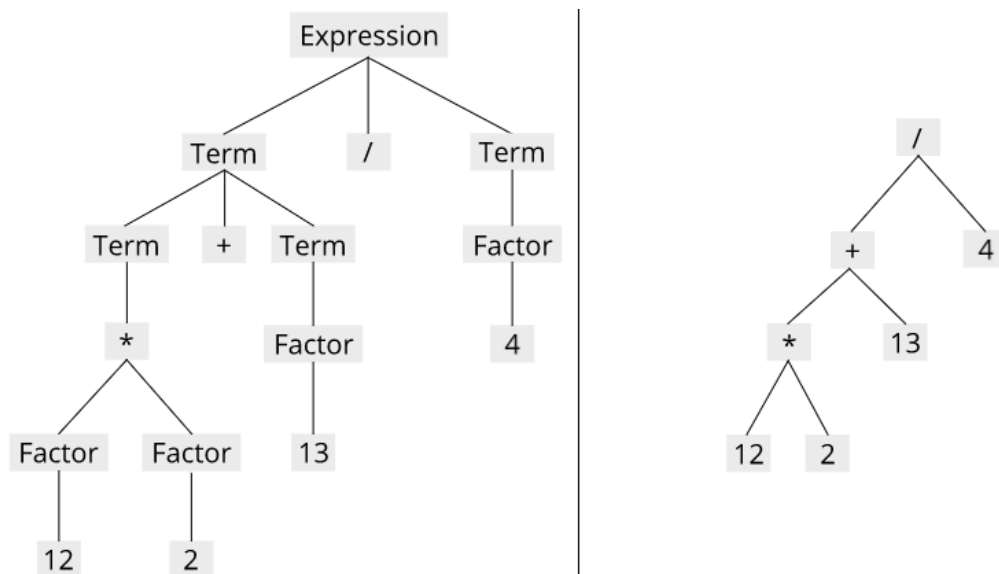 Expression
Term / Term
Term + Term Factor
* Factor 4
Factor Factor 13
12 2
/
+ 4
* 13
12 2